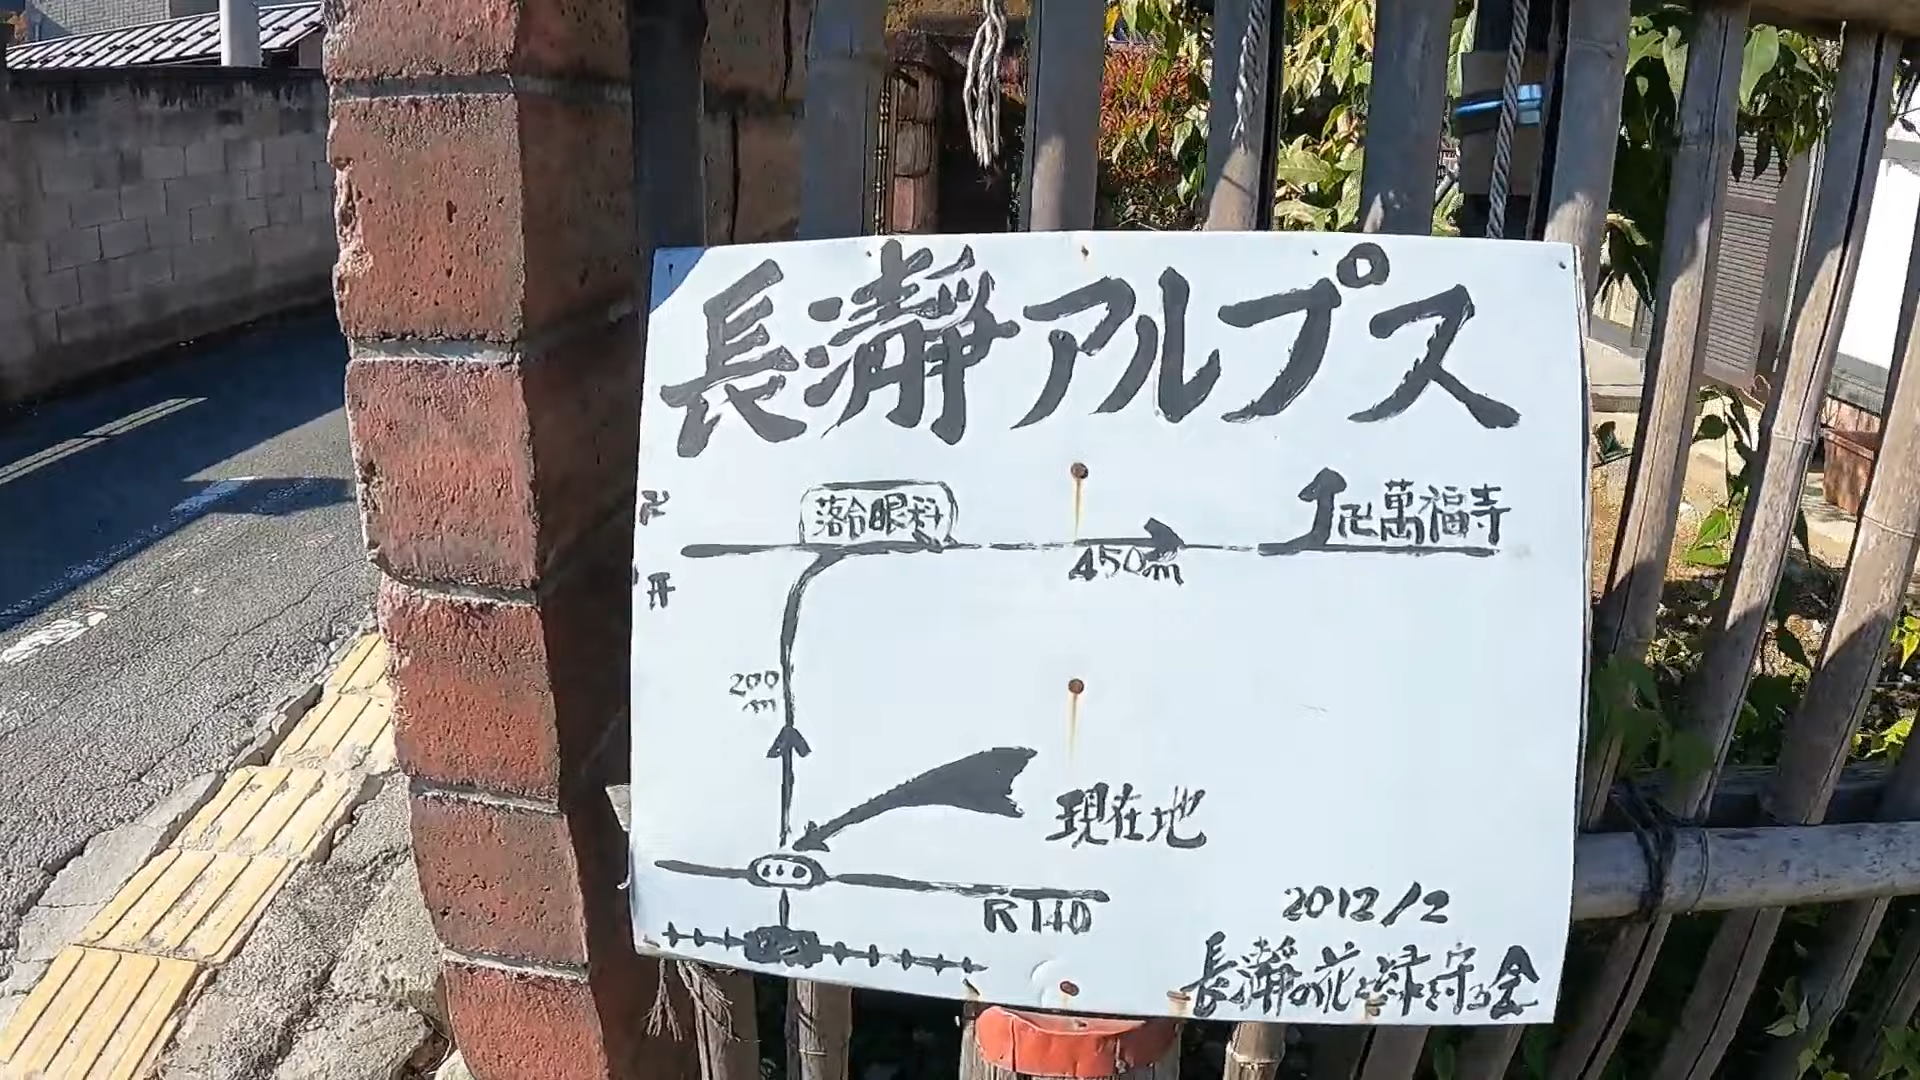 長瀞アルプス
落合眼科
卍萬福寺
450m
200
m
現在地
R140
2012/2
長瀞の花と緑を守る会